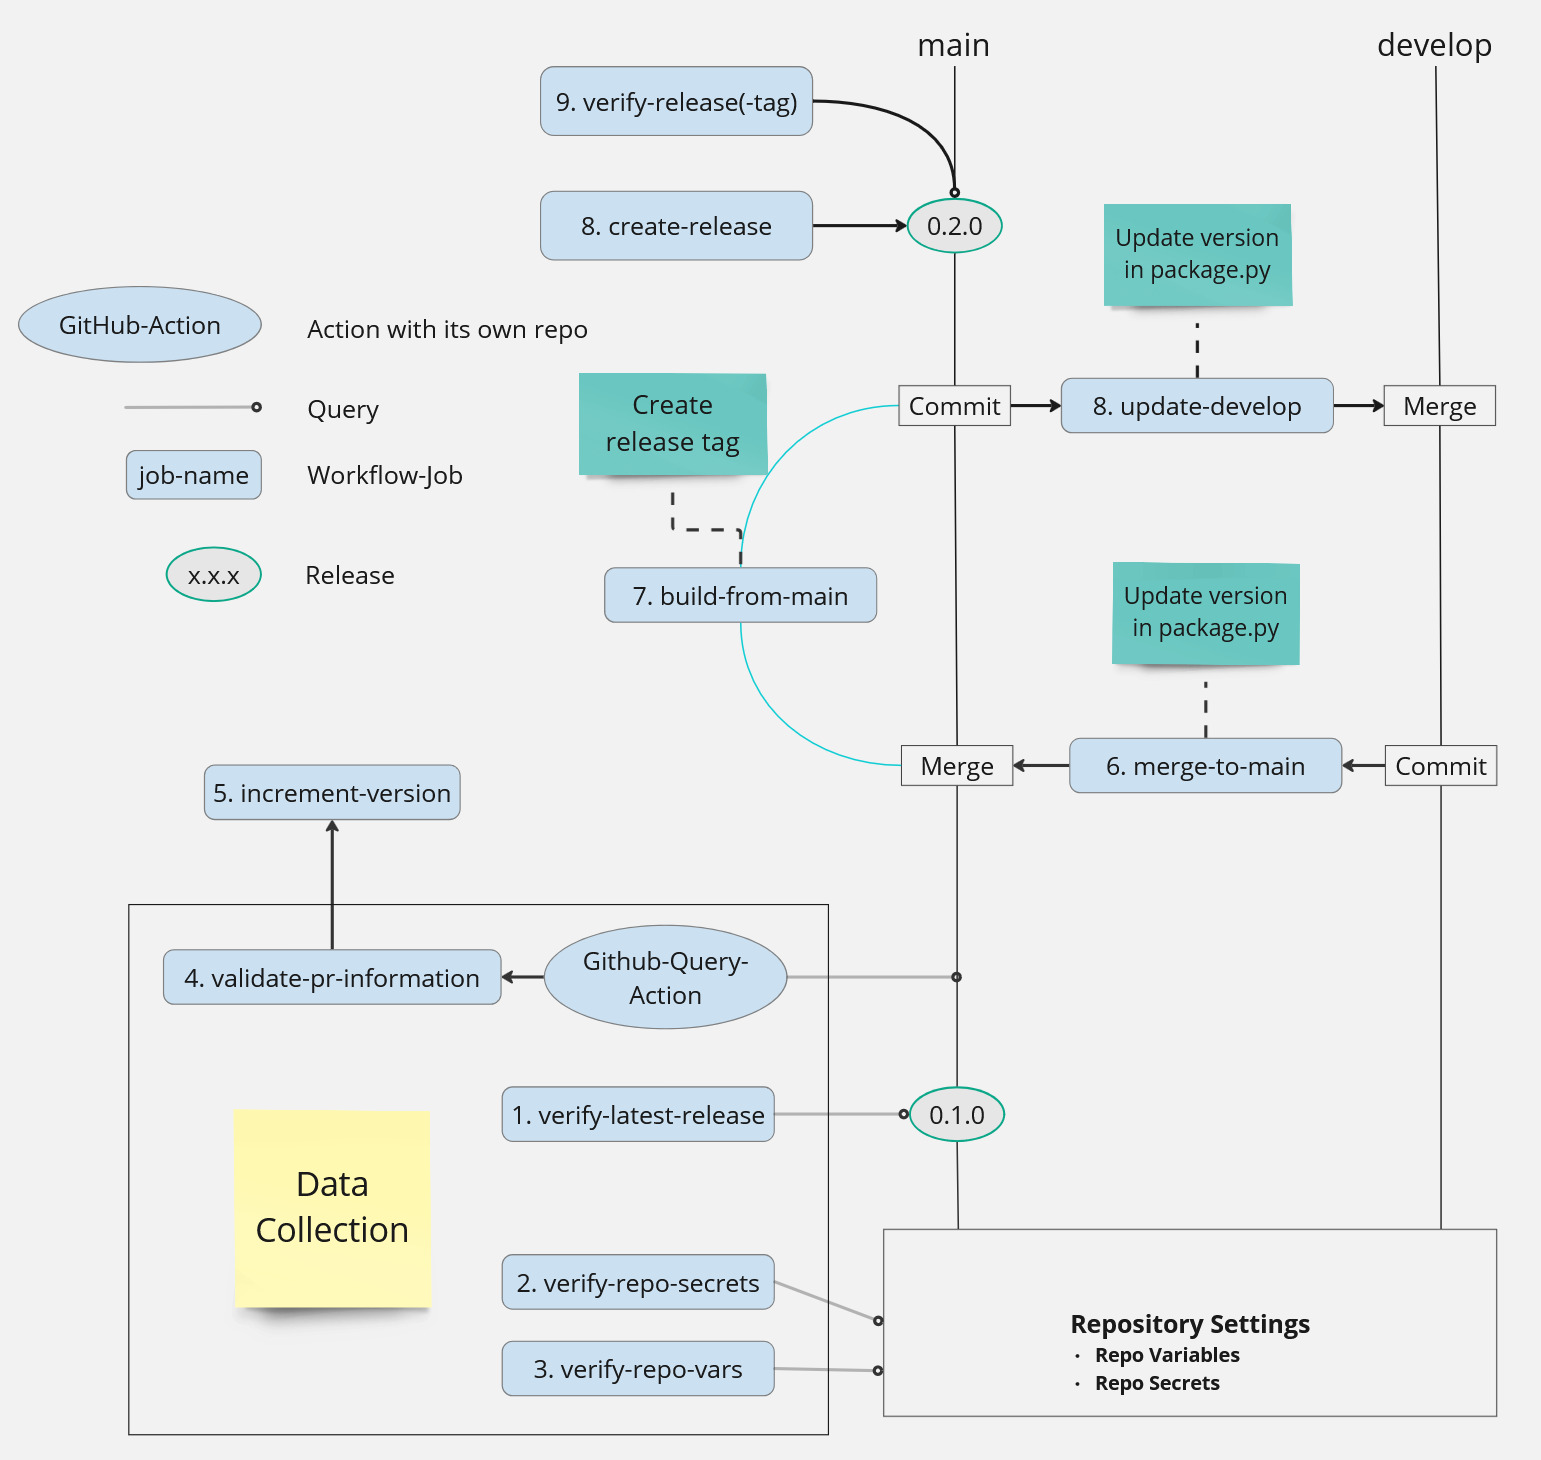 main
develop
9. verify-release(-tag)
8. create-release
0.2.0
Update version
in package.py
GitHub-Action
Action with its own repo
Query
job-name
Workflow-Job
x.x.x
Release
Create
release tag
Commit
8. update-develop
Merge
7. build-from-main
Update version
in package.py
Merge
6. merge-to-main
Commit
5. increment-version
4. validate-pr-information
Github-Query-
Action
1. verify-latest-release
0.1.0
Data
Collection
2. verify-repo-secrets
3. verify-repo-vars
Repository Settings
· Repo Variables
· Repo Secrets